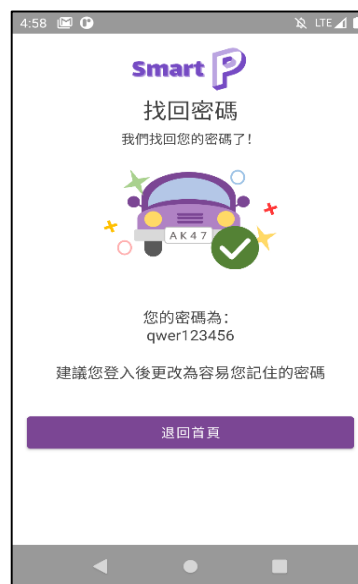 4:58
LTE
Smart P
找回密碼
我們找回您的密碼了!
AK47
您的密碼為:
qwer123456
建議您登入後更改為容易您記住的密碼
退回首頁